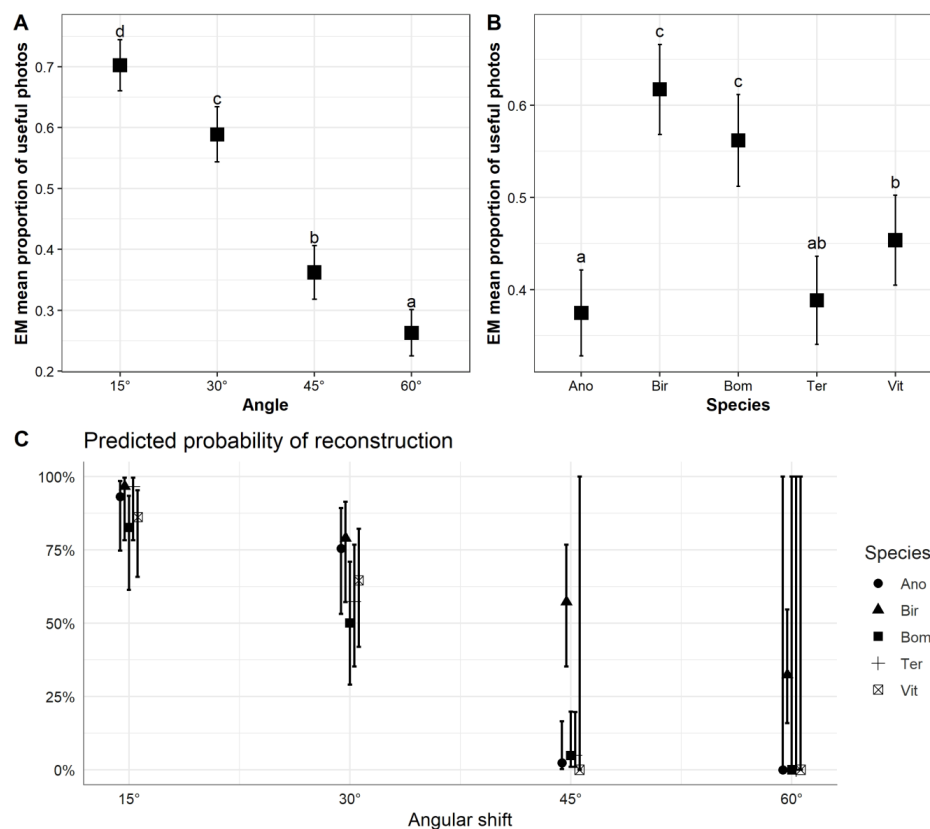 A
EM mean proportion of useful photos
0.7
0.6
0.5
0.4
0.3
0.2
d
c
b
a
15°
30°
45°
60°
Angle
B
EM mean proportion of useful photos
0.6
0.5
0.4
a
c
c
ab
b
Ano
Bir
Bom
Ter
Vit
Species
C
Predicted probability of reconstruction
100%
75%
50%
25%
0%
15°
30°
45°
60°
Angular shift
Species
Ano
Bir
Bom
Ter
Vit